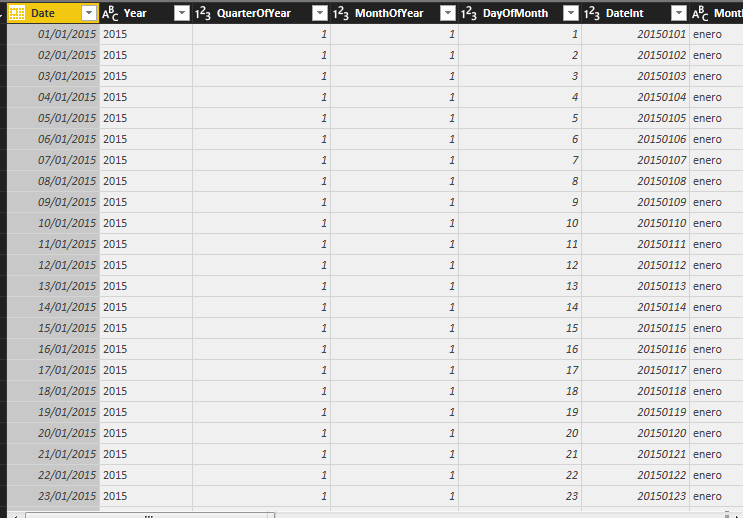 Date ABC Year 123 QuarterOfYear 123 MonthOfYear 123 DayOfMonth 123 DateInt ABC Mont
01/01/2015 2015 1 1 1 20150101 enero
02/01/2015 2015 1 1 2 20150102 enero
03/01/2015 2015 1 1 3 20150103 enero
04/01/2015 2015 1 1 4 20150104 enero
05/01/2015 2015 1 1 5 20150105 enero
06/01/2015 2015 1 1 6 20150106 enero
07/01/2015 2015 1 1 7 20150107 enero
08/01/2015 2015 1 1 8 20150108 enero
09/01/2015 2015 1 1 9 20150109 enero
10/01/2015 2015 1 1 10 20150110 enero
11/01/2015 2015 1 1 11 20150111 enero
12/01/2015 2015 1 1 12 20150112 enero
13/01/2015 2015 1 1 13 20150113 enero
14/01/2015 2015 1 1 14 20150114 enero
15/01/2015 2015 1 1 15 20150115 enero
16/01/2015 2015 1 1 16 20150116 enero
17/01/2015 2015 1 1 17 20150117 enero
18/01/2015 2015 1 1 18 20150118 enero
19/01/2015 2015 1 1 19 20150119 enero
20/01/2015 2015 1 1 20 20150120 enero
21/01/2015 2015 1 1 21 20150121 enero
22/01/2015 2015 1 1 22 20150122 enero
23/01/2015 2015 1 1 23 20150123 enero